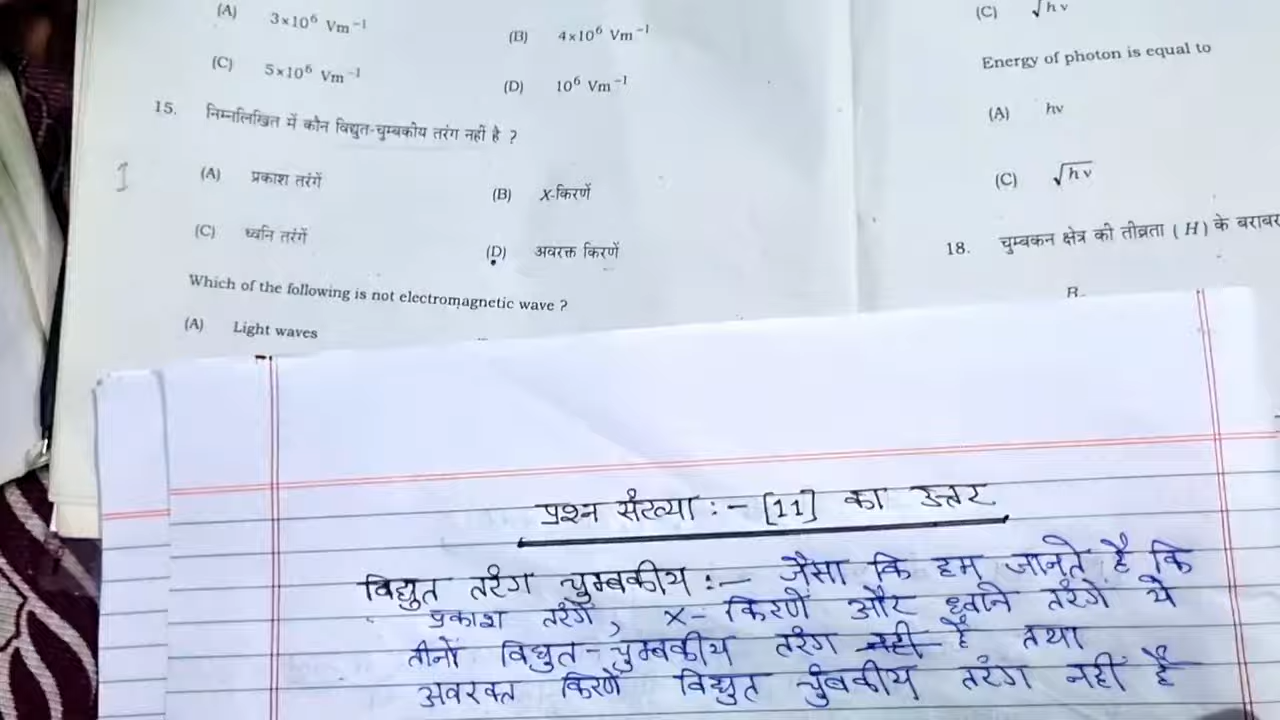 (A) 3×10⁶ Vm⁻¹
(B) 4×10⁶ Vm⁻¹
(C) 5×10⁶ Vm⁻¹
(D) 10⁶ Vm⁻¹
15. निम्नलिखित में कौन विद्युत-चुम्बकीय तरंग नहीं है ?
1
(A) प्रकाश तरंगें
(B) X-किरणें
(C) ध्वनि तरंगें
(D) अवरक्त किरणें
Which of the following is not electromagnetic wave ?
(A) Light waves
(C) √hν
Energy of photon is equal to
(A) hν
(C) √hν
18. चुम्बकन क्षेत्र की तीव्रता ( H ) के बराबर
प्रश्न संख्या :- [11] का उत्तर
विद्युत तरंग चुम्बकीय :- जैसा कि हम जानते है कि
प्रकाश तरंगें, X- किरणें और ध्वनि तरंगें ये
तीनों विद्युत-चुम्बकीय तरंग नहीं है तथा
अवरक्त किरणें विद्युत चुंबकीय तरंग नहीं है